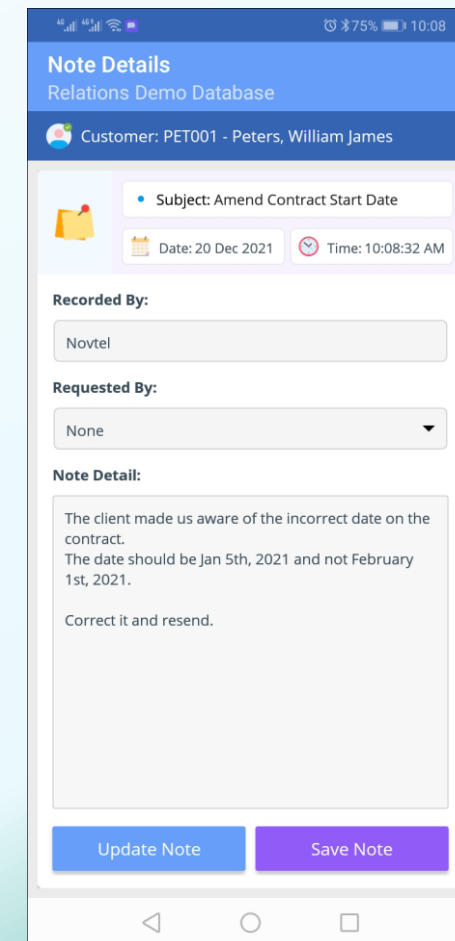 75% 10:08
Note Details
Relations Demo Database
Customer: PET001 - Peters, William James
Subject: Amend Contract Start Date
Date: 20 Dec 2021 Time: 10:08:32 AM
Recorded By:
Novtel
Requested By:
None
Note Detail:
The client made us aware of the incorrect date on the
contract.
The date should be Jan 5th, 2021 and not February
1st, 2021.
Correct it and resend.
Update Note Save Note